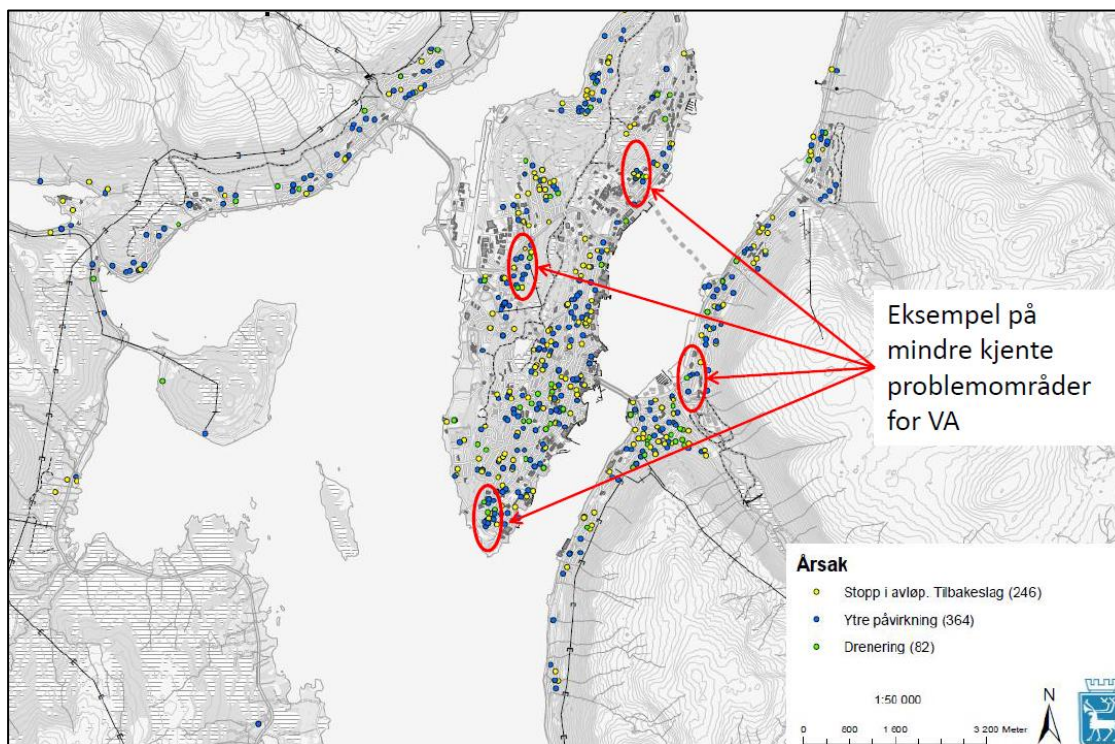 Eksempel på
mindre kjente
problemområder
for VA
Årsak
Stopp i avløp. Tilbakeslag (246)
Ytre påvirkning (364)
Drenering (82)
1:50 000
N
0 800 1 600 3 200 Meter